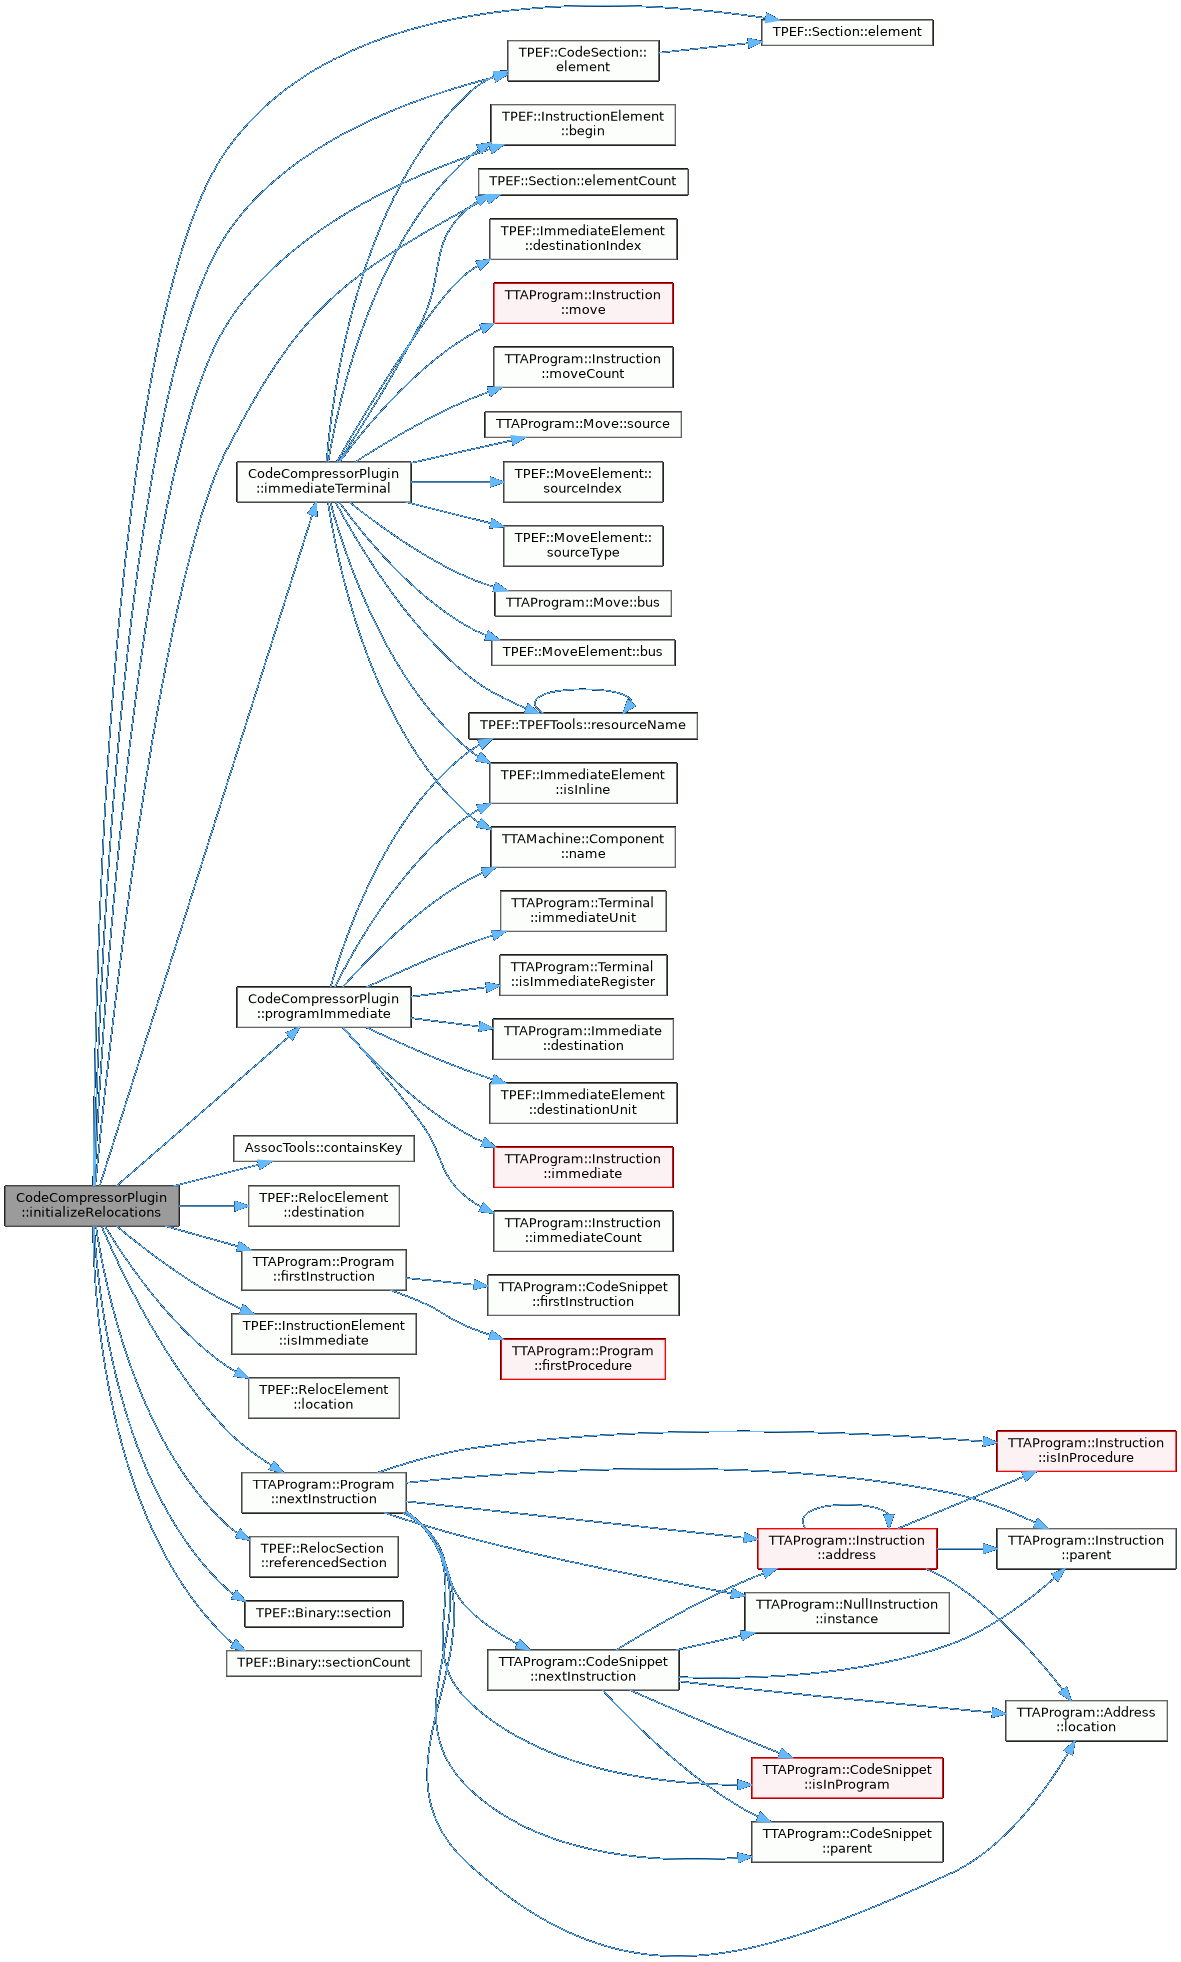 TPEF::Section::element
TPEF::CodeSection::
element
TPEF::InstructionElement
::begin
TPEF::Section::elementCount
TPEF::ImmediateElement
::destinationIndex
TTAProgram::Instruction
::move
TTAProgram::Instruction
::moveCount
TTAProgram::Move::source
CodeCompressorPlugin
::immediateTerminal
TPEF::MoveElement::
sourceIndex
TPEF::MoveElement::
sourceType
TTAProgram::Move::bus
TPEF::MoveElement::bus
TPEF::TPEFTools::resourceName
TPEF::ImmediateElement
::isInline
TTAMachine::Component
::name
TTAProgram::Terminal
::immediateUnit
TTAProgram::Terminal
::isImmediateRegister
CodeCompressorPlugin
::programImmediate
TTAProgram::Immediate
::destination
TPEF::ImmediateElement
::destinationUnit
AssocTools::containsKey
TTAProgram::Instruction
::immediate
CodeCompressorPlugin
::initializeRelocations
TPEF::RelocElement
::destination
TTAProgram::Instruction
::immediateCount
TTAProgram::Program
::firstInstruction
TTAProgram::CodeSnippet
::firstInstruction
TPEF::InstructionElement
::isImmediate
TTAProgram::Program
::firstProcedure
TPEF::RelocElement
::location
TTAProgram::Instruction
::isInProcedure
TTAProgram::Program
::nextInstruction
TPEF::RelocSection
::referencedSection
TTAProgram::Instruction
::address
TTAProgram::Instruction
::parent
TPEF::Binary::section
TTAProgram::NullInstruction
::instance
TPEF::Binary::sectionCount
TTAProgram::CodeSnippet
::nextInstruction
TTAProgram::Address
::location
TTAProgram::CodeSnippet
::isInProgram
TTAProgram::CodeSnippet
::parent